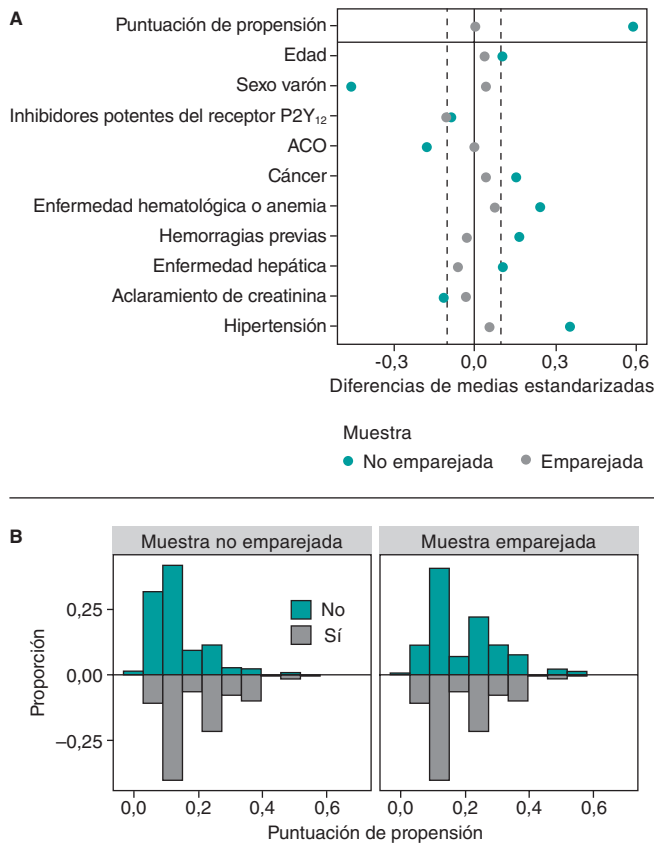 A
Puntuación de propensión
Edad
Sexo varón
Inhibidores potentes del receptor P2Y₁₂
ACO
Cáncer
Enfermedad hematológica o anemia
Hemorragias previas
Enfermedad hepática
Aclaramiento de creatinina
Hipertensión
-0,3 0,0 0,3 0,6
Diferencias de medias estandarizadas
Muestra
No emparejada Emparejada
B
Muestra no emparejada Muestra emparejada
No
Sí
Proporción
0,25
0,00
–0,25
0,0 0,2 0,4 0,6 0,0 0,2 0,4 0,6
Puntuación de propensión